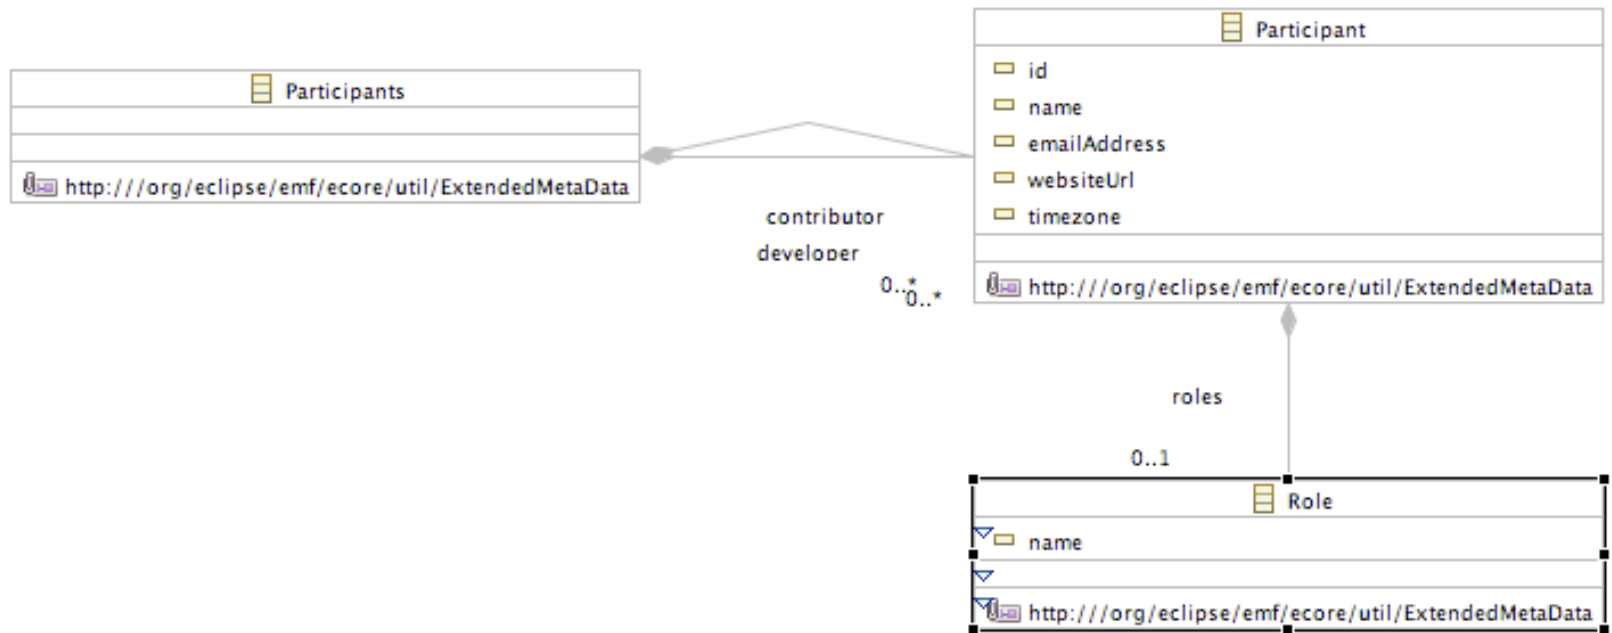 Participants
http:///org/eclipse/emf/ecore/util/ExtendedMetaData
contributor
developer
0..*
0..*
Participant
id
name
emailAddress
websiteUrl
timezone
http:///org/eclipse/emf/ecore/util/ExtendedMetaData
roles
0..1
Role
name
http:///org/eclipse/emf/ecore/util/ExtendedMetaData